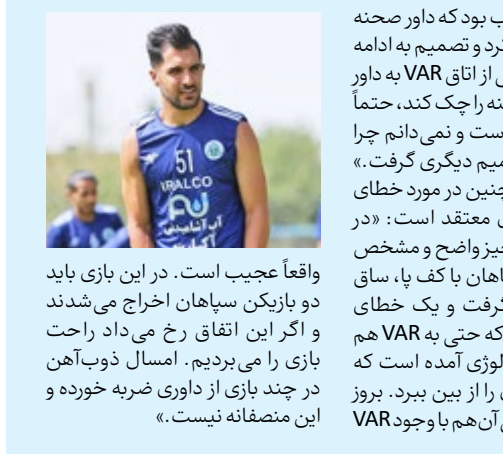 ب بود که داور صحنه
کرد و تصمیم به ادامه
ی از اتاق VAR به داور
نه را چک کند، حتماً
ست و نمی‌دانم چرا
میم دیگری گرفت.»
چنین در مورد خطای
ی معتقد است: «در
چیز واضح و مشخص
اهان با کف پا، ساق
گرفت و یک خطای
که حتی به VAR هم
لوژی آمده است که
ی را از بین ببرد. بروز
ی آن هم با وجود VAR
51
RALCO
آب آشامیدنی
واقعاً عجیب است. در این بازی باید
دو بازیکن سپاهان اخراج می‌شدند
و اگر این اتفاق رخ می‌داد راحت
بازی را می‌بردیم. امسال ذوب‌آهن
در چند بازی از داوری ضربه خورده و
این منصفانه نیست.»